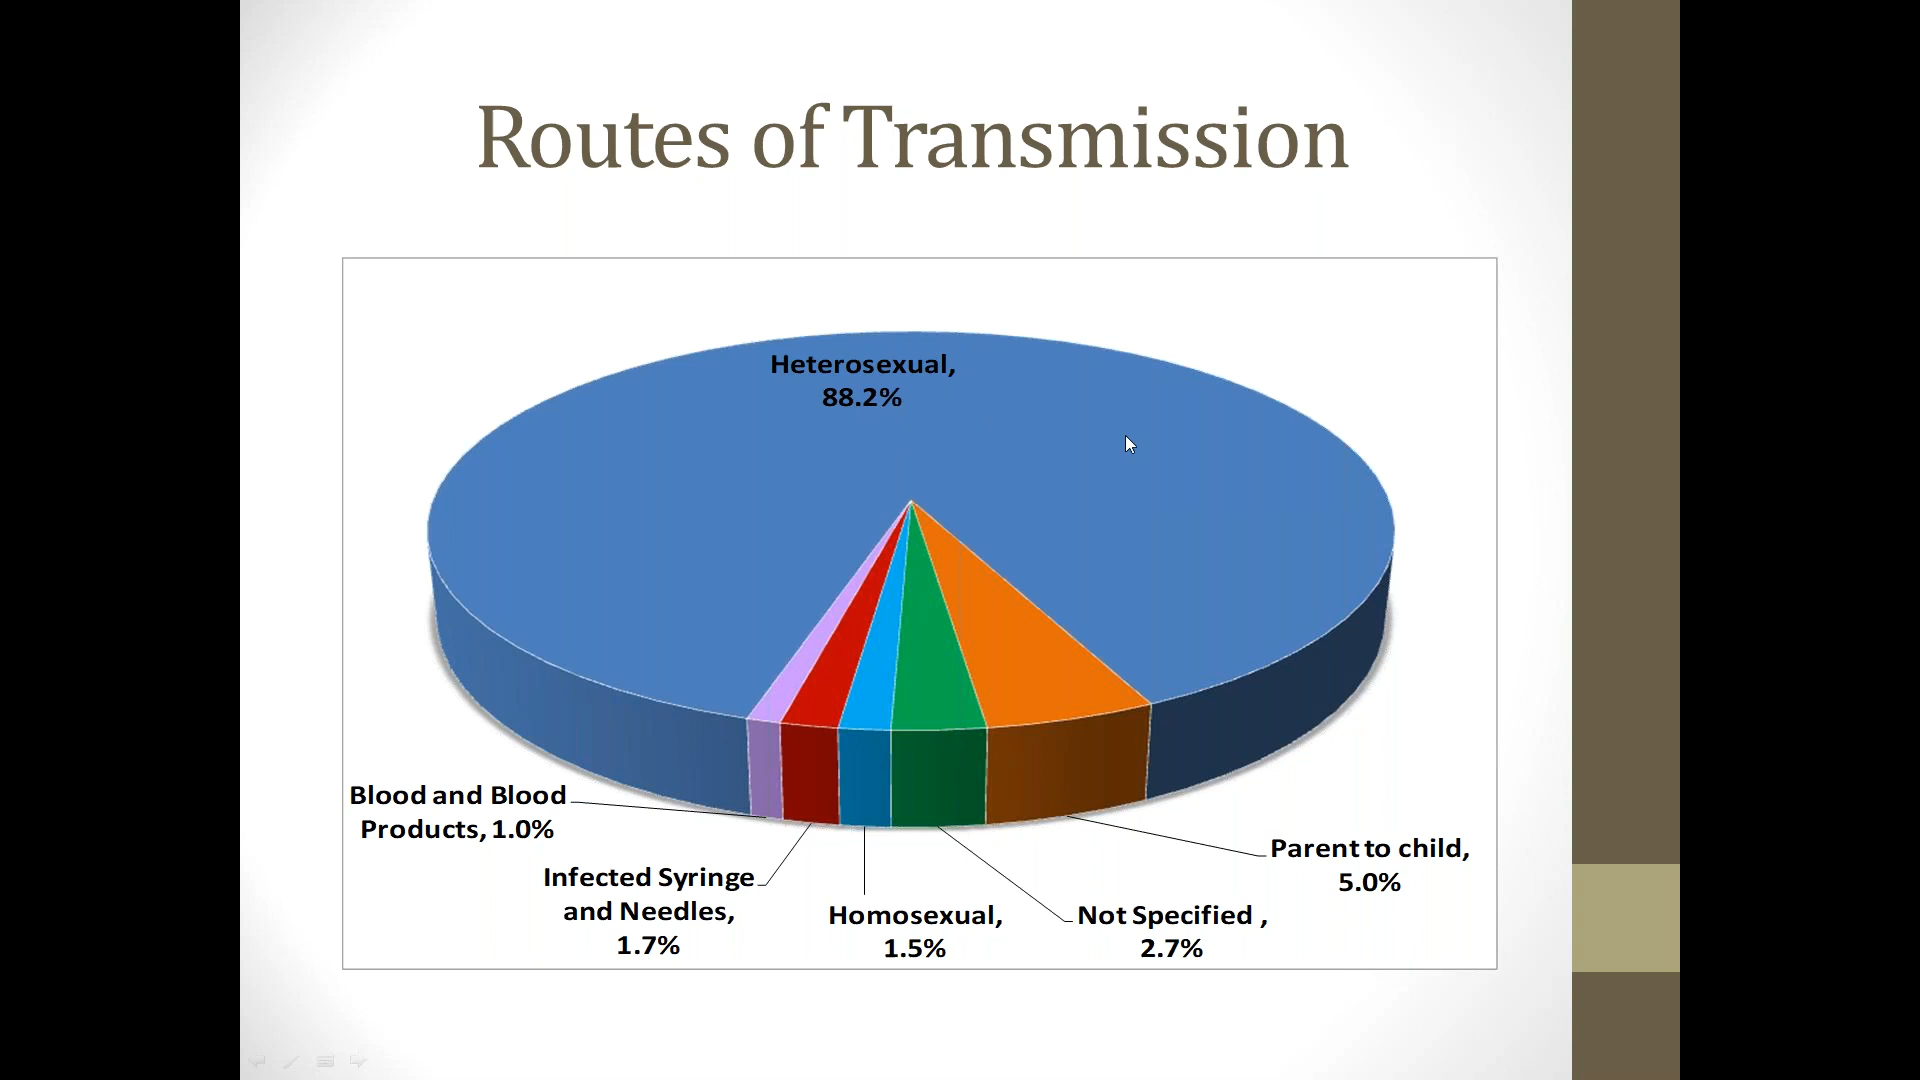 Routes of Transmission
Heterosexual,
88.2%
Blood and Blood
Products, 1.0%
Infected Syringe
and Needles,
1.7%
Homosexual,
1.5%
Not Specified ,
2.7%
Parent to child,
5.0%